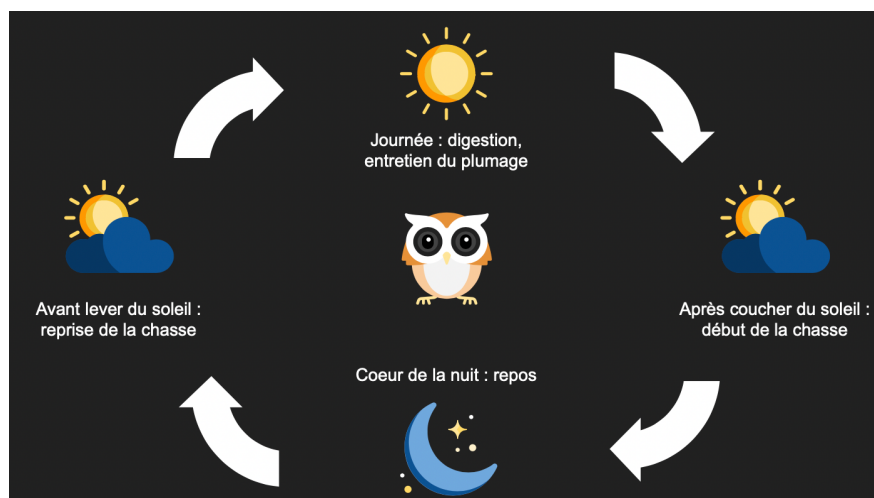 Journée : digestion,
entretien du plumage
Avant lever du soleil :
reprise de la chasse
Après coucher du soleil :
début de la chasse
Coeur de la nuit : repos